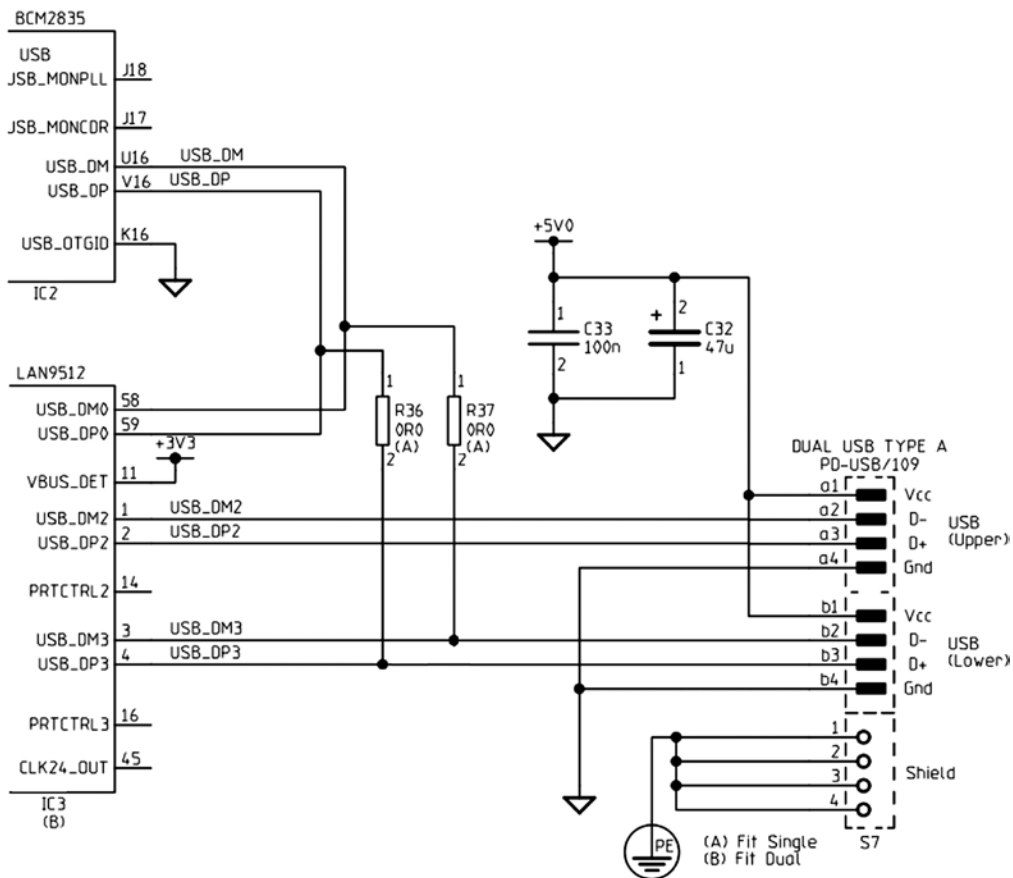 BCM2835
USB
JSB_MONPLL J18
JSB_MONCDR J17
USB_DM U16 USB_DM
USB_DP V16 USB_DP
USB_OTGID K16
IC2
+5V0
1
C33
100n
2
+
2
C32
47u
1
LAN9512
USB_DM0 58
USB_DP0 59
+3V3
VBUS_DET 11
USB_DM2 1 USB_DM2
USB_DP2 2 USB_DP2
PRTCTRL2 14
USB_DM3 3 USB_DM3
USB_DP3 4 USB_DP3
PRTCTRL3 16
CLK24_OUT 45
IC3
(B)
1
R36
0R0
(A)
2
1
R37
0R0
(A)
2
DUAL USB TYPE A
PD-USB/109
a1 Vcc
a2 D-
a3 D+
a4 Gnd
USB
(Upper)
b1 Vcc
b2 D-
b3 D+
b4 Gnd
USB
(Lower)
1
2
3
4
Shield
S7
PE
(A) Fit Single
(B) Fit Dual